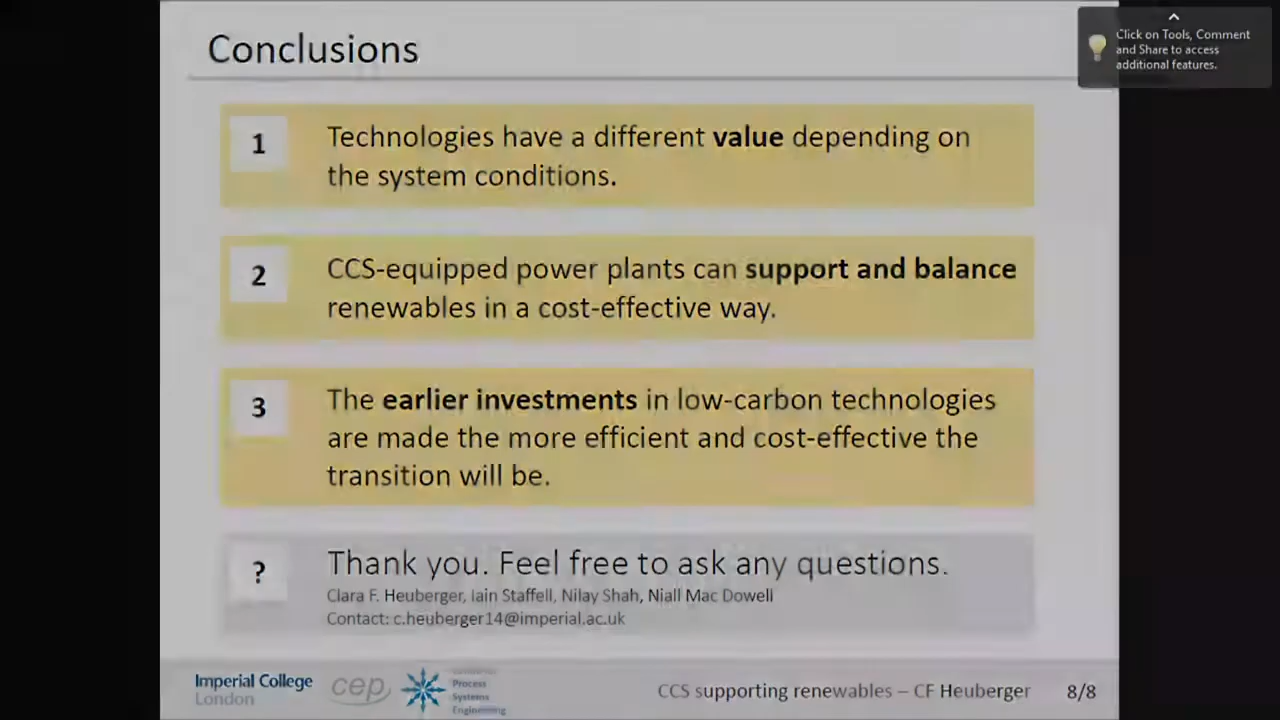 Conclusions
Click on Tools, Comment
and Share to access
additional features.
1
Technologies have a different value depending on
the system conditions.
2
CCS-equipped power plants can support and balance
renewables in a cost-effective way.
3
The earlier investments in low-carbon technologies
are made the more efficient and cost-effective the
transition will be.
?
Thank you. Feel free to ask any questions.
Clara F. Heuberger, Iain Staffell, Nilay Shah, Niall Mac Dowell
Contact: c.heuberger14@imperial.ac.uk
Imperial College
London
cep
Process
Systems
Engineering
CCS supporting renewables – CF Heuberger
8/8